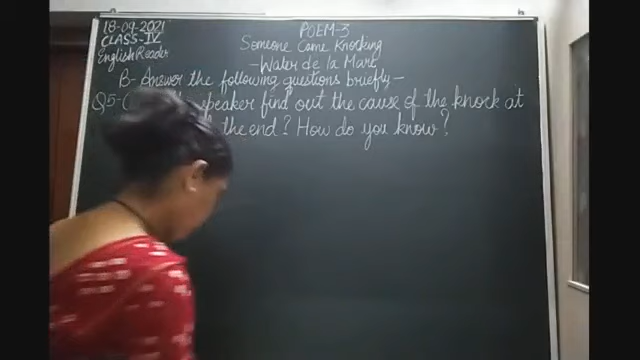 18-09-2021
CLASS-IV
English Reader
POEM-3
Someone Came Knocking
-Walter de la Mare
B- Answer the following questions briefly-
Q5- speaker find out the cause of the knock at
the end? How do you know?